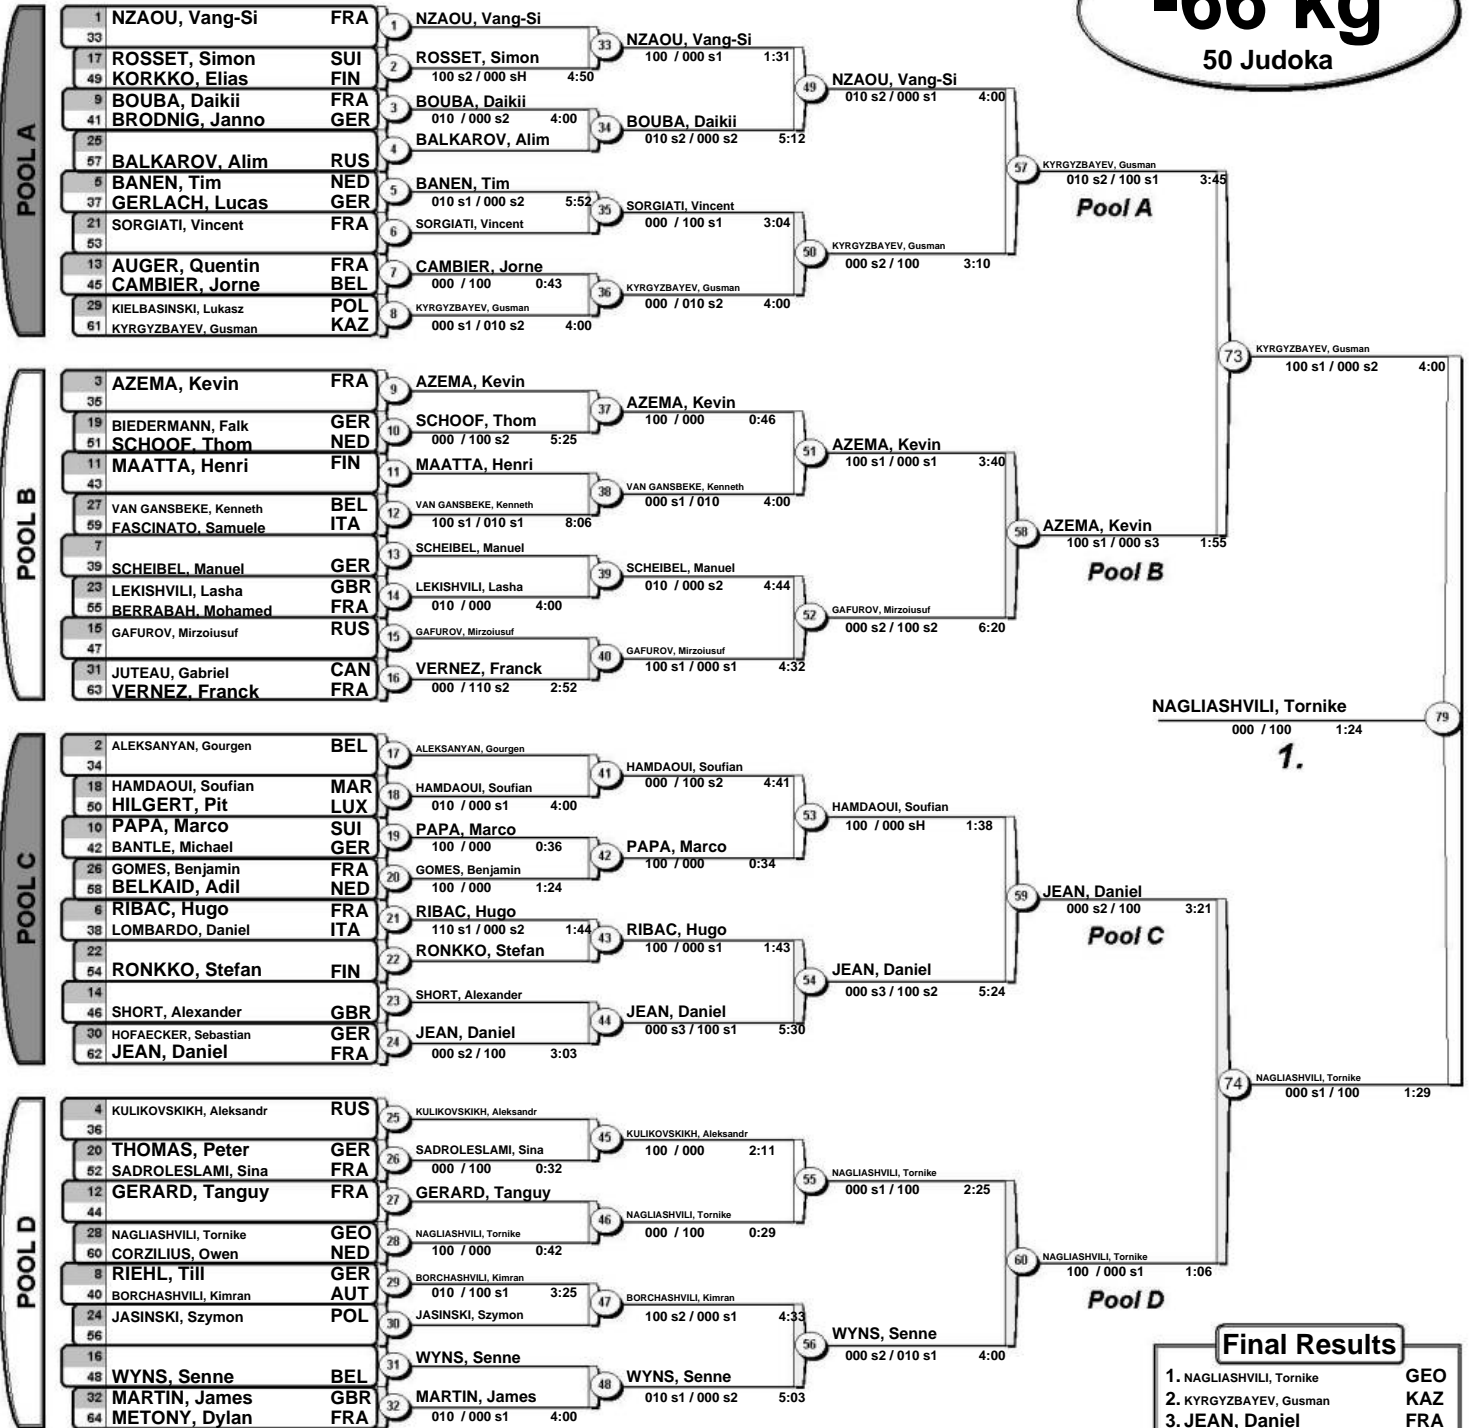 -66 kg
50 Judoka
POOL A
1 NZAOU, Vang-Si FRA
33
17 ROSSET, Simon SUI
49 KORKKO, Elias FIN
9 BOUBA, Daikii FRA
41 BRODNIG, Janno GER
25
57 BALKAROV, Alim RUS
5 BANEN, Tim NED
37 GERLACH, Lucas GER
21 SORGIATI, Vincent FRA
53
13 AUGER, Quentin FRA
45 CAMBIER, Jorne BEL
29 KIELBASINSKI, Lukasz POL
61 KYRGYZBAYEV, Gusman KAZ
1 NZAOU, Vang-Si
2 ROSSET, Simon
100 s2 / 000 sH 4:50
3 BOUBA, Daikii
010 / 000 s2 4:00
4 BALKAROV, Alim
5 BANEN, Tim
010 s1 / 000 s2 5:52
6 SORGIATI, Vincent
7 CAMBIER, Jorne
000 / 100 0:43
8 KYRGYZBAYEV, Gusman
000 s1 / 010 s2 4:00
33 NZAOU, Vang-Si
100 / 000 s1 1:31
34 BOUBA, Daikii
010 s2 / 000 s2 5:12
35 SORGIATI, Vincent
000 / 100 s1 3:04
36 KYRGYZBAYEV, Gusman
000 / 010 s2 4:00
49 NZAOU, Vang-Si
010 s2 / 000 s1 4:00
50 KYRGYZBAYEV, Gusman
000 s2 / 100 3:10
57 KYRGYZBAYEV, Gusman
010 s2 / 100 s1 3:45
Pool A
POOL B
3 AZEMA, Kevin FRA
35
19 BIEDERMANN, Falk GER
51 SCHOOF, Thom NED
11 MAATTA, Henri FIN
43
27 VAN GANSBEKE, Kenneth BEL
59 FASCINATO, Samuele ITA
7
39 SCHEIBEL, Manuel GER
23 LEKISHVILI, Lasha GBR
55 BERRABAH, Mohamed FRA
15 GAFUROV, Mirzoiusuf RUS
47
31 JUTEAU, Gabriel CAN
63 VERNEZ, Franck FRA
9 AZEMA, Kevin
10 SCHOOF, Thom
000 / 100 s2 5:25
11 MAATTA, Henri
12 VAN GANSBEKE, Kenneth
100 s1 / 010 s1 8:06
13 SCHEIBEL, Manuel
14 LEKISHVILI, Lasha
010 / 000 4:00
15 GAFUROV, Mirzoiusuf
16 VERNEZ, Franck
000 / 110 s2 2:52
37 AZEMA, Kevin
100 / 000 0:46
38 VAN GANSBEKE, Kenneth
000 s1 / 010 4:00
39 SCHEIBEL, Manuel
010 / 000 s2 4:44
40 GAFUROV, Mirzoiusuf
100 s1 / 000 s1 4:32
51 AZEMA, Kevin
100 s1 / 000 s1 3:40
52 GAFUROV, Mirzoiusuf
000 s2 / 100 s2 6:20
58 AZEMA, Kevin
100 s1 / 000 s3 1:55
Pool B
73 KYRGYZBAYEV, Gusman
100 s1 / 000 s2 4:00
NAGLIASHVILI, Tornike 79
000 / 100 1:24
1.
POOL C
2 ALEKSANYAN, Gourgen BEL
34
18 HAMDAOUI, Soufian MAR
50 HILGERT, Pit LUX
10 PAPA, Marco SUI
42 BANTLE, Michael GER
26 GOMES, Benjamin FRA
58 BELKAID, Adil NED
6 RIBAC, Hugo FRA
38 LOMBARDO, Daniel ITA
22
54 RONKKO, Stefan FIN
14
46 SHORT, Alexander GBR
30 HOFAECKER, Sebastian GER
62 JEAN, Daniel FRA
17 ALEKSANYAN, Gourgen
18 HAMDAOUI, Soufian
010 / 000 s1 4:00
19 PAPA, Marco
100 / 000 0:36
20 GOMES, Benjamin
100 / 000 1:24
21 RIBAC, Hugo
110 s1 / 000 s2 1:44
22 RONKKO, Stefan
23 SHORT, Alexander
24 JEAN, Daniel
000 s2 / 100 3:03
41 HAMDAOUI, Soufian
000 / 100 s2 4:41
42 PAPA, Marco
100 / 000 0:34
43 RIBAC, Hugo
100 / 000 s1 1:43
44 JEAN, Daniel
000 s3 / 100 s1 5:30
53 HAMDAOUI, Soufian
100 / 000 sH 1:38
54 JEAN, Daniel
000 s3 / 100 s2 5:24
59 JEAN, Daniel
000 s2 / 100 3:21
Pool C
POOL D
4 KULIKOVSKIKH, Aleksandr RUS
36
20 THOMAS, Peter GER
52 SADROLESLAMI, Sina FRA
12 GERARD, Tanguy FRA
44
28 NAGLIASHVILI, Tornike GEO
60 CORZILIUS, Owen NED
8 RIEHL, Till GER
40 BORCHASHVILI, Kimran AUT
24 JASINSKI, Szymon POL
56
16
48 WYNS, Senne BEL
32 MARTIN, James GBR
64 METONY, Dylan FRA
25 KULIKOVSKIKH, Aleksandr
26 SADROLESLAMI, Sina
000 / 100 0:32
27 GERARD, Tanguy
28 NAGLIASHVILI, Tornike
100 / 000 0:42
29 BORCHASHVILI, Kimran
010 / 100 s1 3:25
30 JASINSKI, Szymon
31 WYNS, Senne
32 MARTIN, James
010 / 000 s1 4:00
45 KULIKOVSKIKH, Aleksandr
100 / 000 2:11
46 NAGLIASHVILI, Tornike
000 / 100 0:29
47 BORCHASHVILI, Kimran
100 s2 / 000 s1 4:33
48 WYNS, Senne
010 s1 / 000 s2 5:03
55 NAGLIASHVILI, Tornike
000 s1 / 100 2:25
56 WYNS, Senne
000 s2 / 010 s1 4:00
60 NAGLIASHVILI, Tornike
100 / 000 s1 1:06
Pool D
74 NAGLIASHVILI, Tornike
000 s1 / 100 1:29
Final Results
1. NAGLIASHVILI, Tornike GEO
2. KYRGYZBAYEV, Gusman KAZ
3. JEAN, Daniel FRA